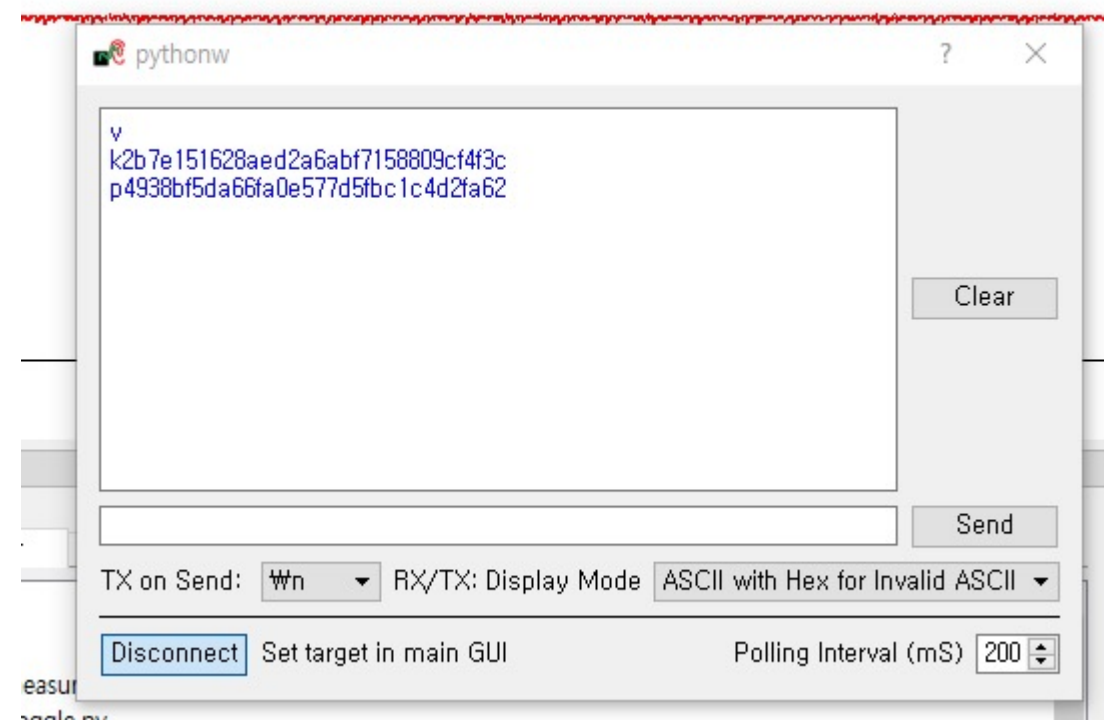 pythonw
?
v
k2b7e151628aed2a6abf7158809cf4f3c
p4938bf5da66fa0e577d5fbc1c4d2fa62
Clear
Send
TX on Send: ₩n RX/TX: Display Mode ASCII with Hex for Invalid ASCII
Disconnect Set target in main GUI Polling Interval (mS) 200